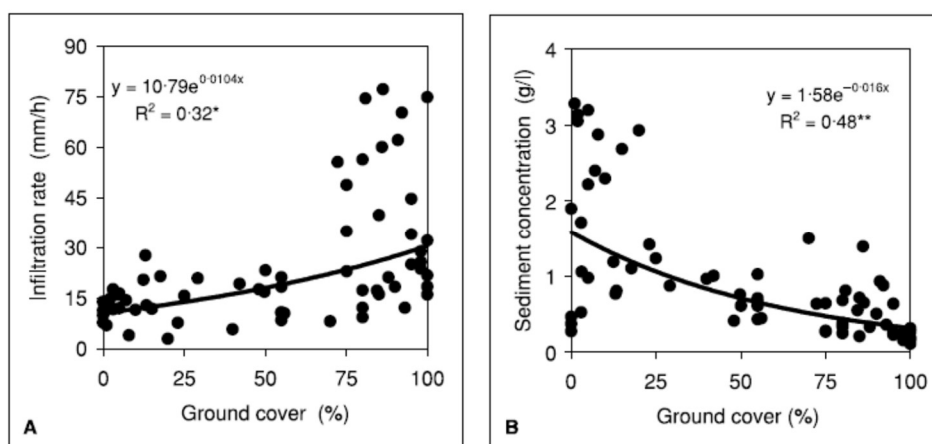 90
75
60
45
30
15
0
0
25
50
75
100
Infiltration rate (mm/h)
y = 10·79e^0·0104x
R² = 0·32*
Ground cover (%)
A
4
3
2
1
0
0
25
50
75
100
Sediment concentration (g/l)
y = 1·58e^−0·016x
R² = 0·48**
Ground cover (%)
B